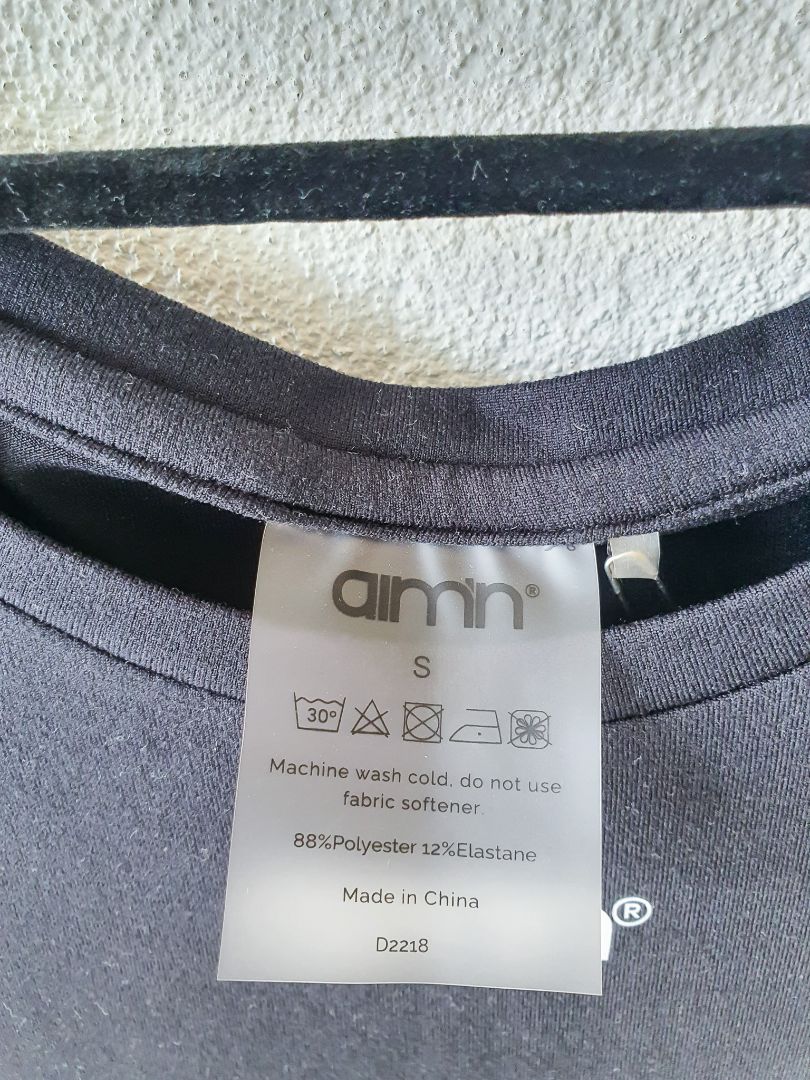 aim'n®
S
30°
Machine wash cold, do not use
fabric softener.
88%Polyester 12%Elastane
Made in China
D2218
n®